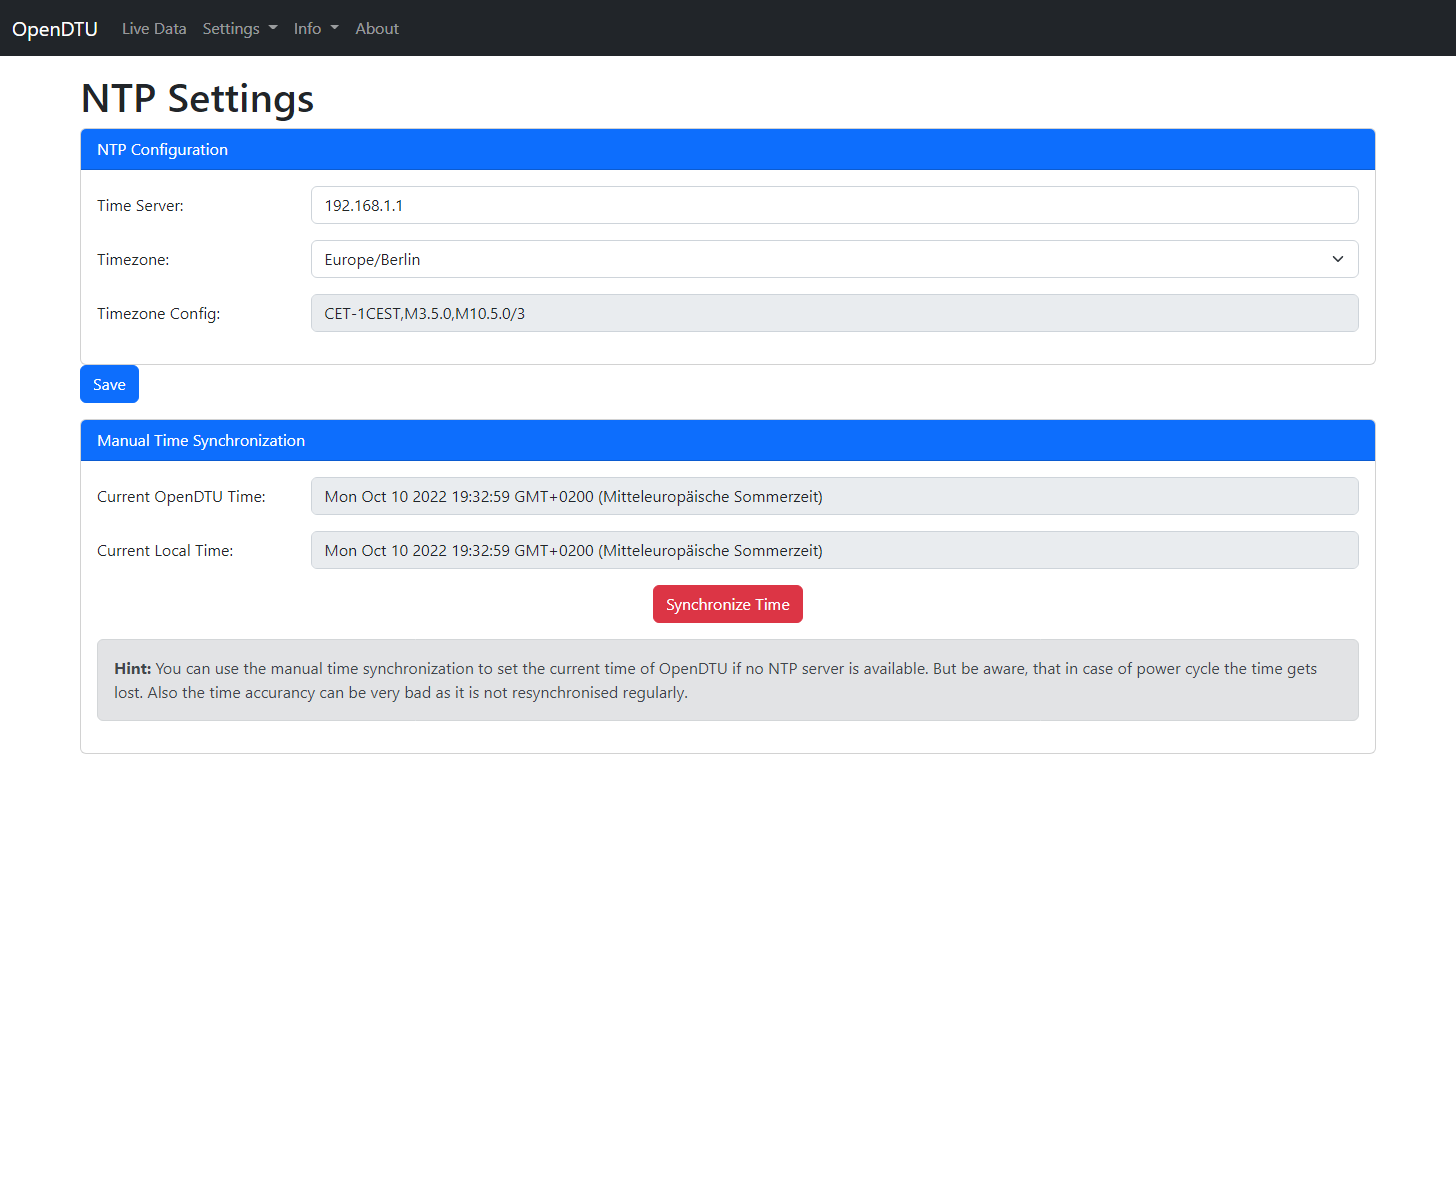 OpenDTU Live Data Settings Info About
NTP Settings
NTP Configuration
Time Server: 192.168.1.1
Timezone: Europe/Berlin
Timezone Config: CET-1CEST,M3.5.0,M10.5.0/3
Save
Manual Time Synchronization
Current OpenDTU Time: Mon Oct 10 2022 19:32:59 GMT+0200 (Mitteleuropäische Sommerzeit)
Current Local Time: Mon Oct 10 2022 19:32:59 GMT+0200 (Mitteleuropäische Sommerzeit)
Synchronize Time
Hint: You can use the manual time synchronization to set the current time of OpenDTU if no NTP server is available. But be aware, that in case of power cycle the time gets
lost. Also the time accurancy can be very bad as it is not resynchronised regularly.